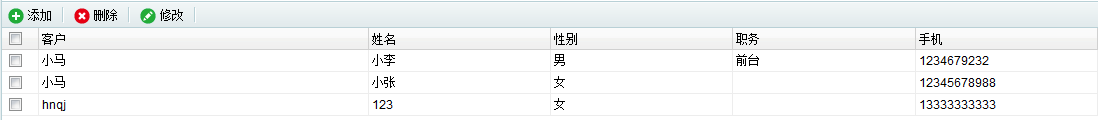 添加 删除 修改
客户 姓名 性别 职务 手机
小马 小李 男 前台 1234679232
小马 小张 女 12345678988
hnqj 123 女 13333333333